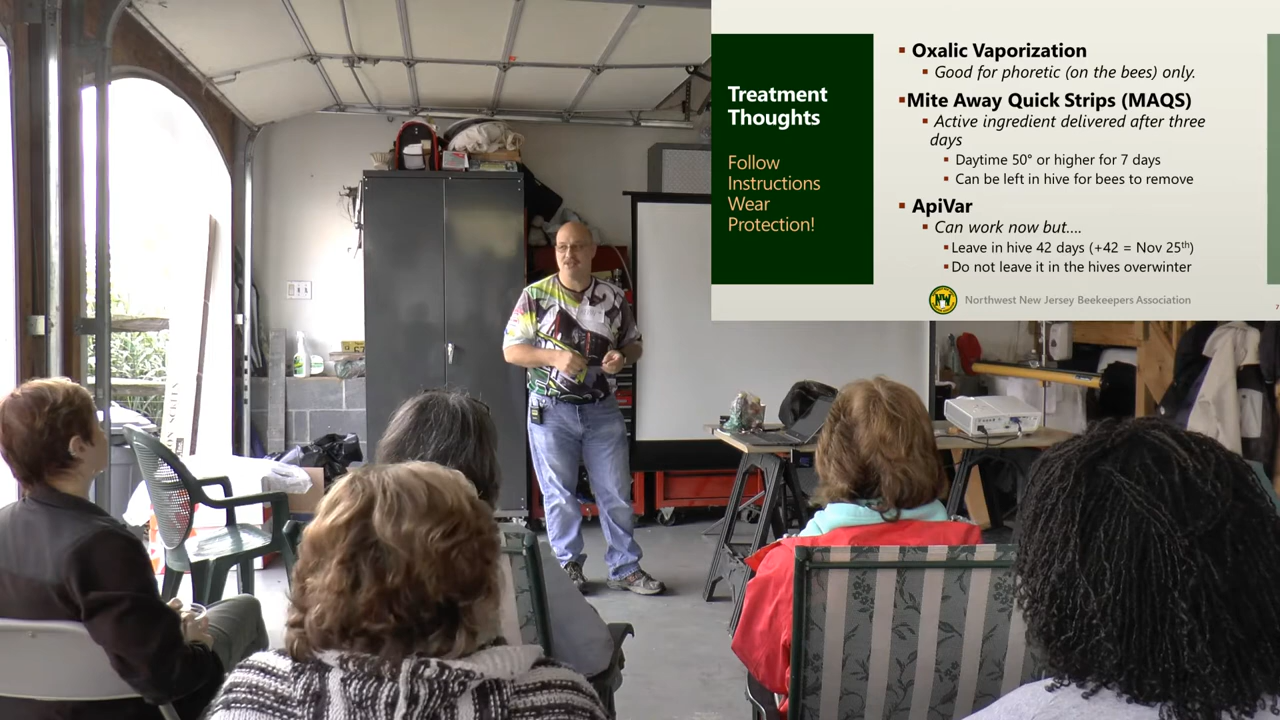 Treatment
Thoughts
Follow
Instructions
Wear
Protection!
▪ Oxalic Vaporization
▪ Good for phoretic (on the bees) only.
▪Mite Away Quick Strips (MAQS)
▪ Active ingredient delivered after three
days
▪ Daytime 50° or higher for 7 days
▪ Can be left in hive for bees to remove
▪ ApiVar
▪ Can work now but....
▪Leave in hive 42 days (+42 = Nov 25th)
▪Do not leave it in the hives overwinter
Northwest New Jersey Beekeepers Association
7